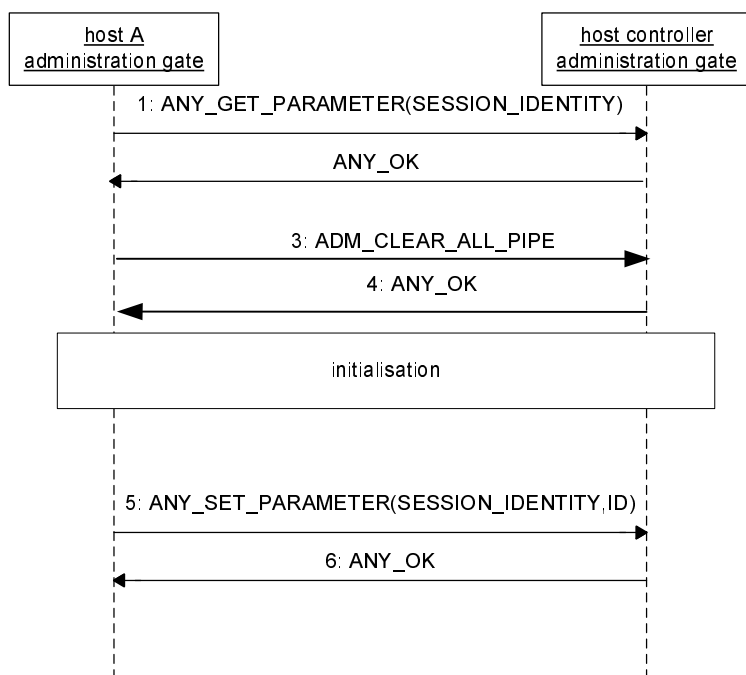 host A
administration gate
host controller
administration gate
1: ANY_GET_PARAMETER(SESSION_IDENTITY)
ANY_OK
3: ADM_CLEAR_ALL_PIPE
4: ANY_OK
initialisation
5: ANY_SET_PARAMETER(SESSION_IDENTITY,ID)
6: ANY_OK